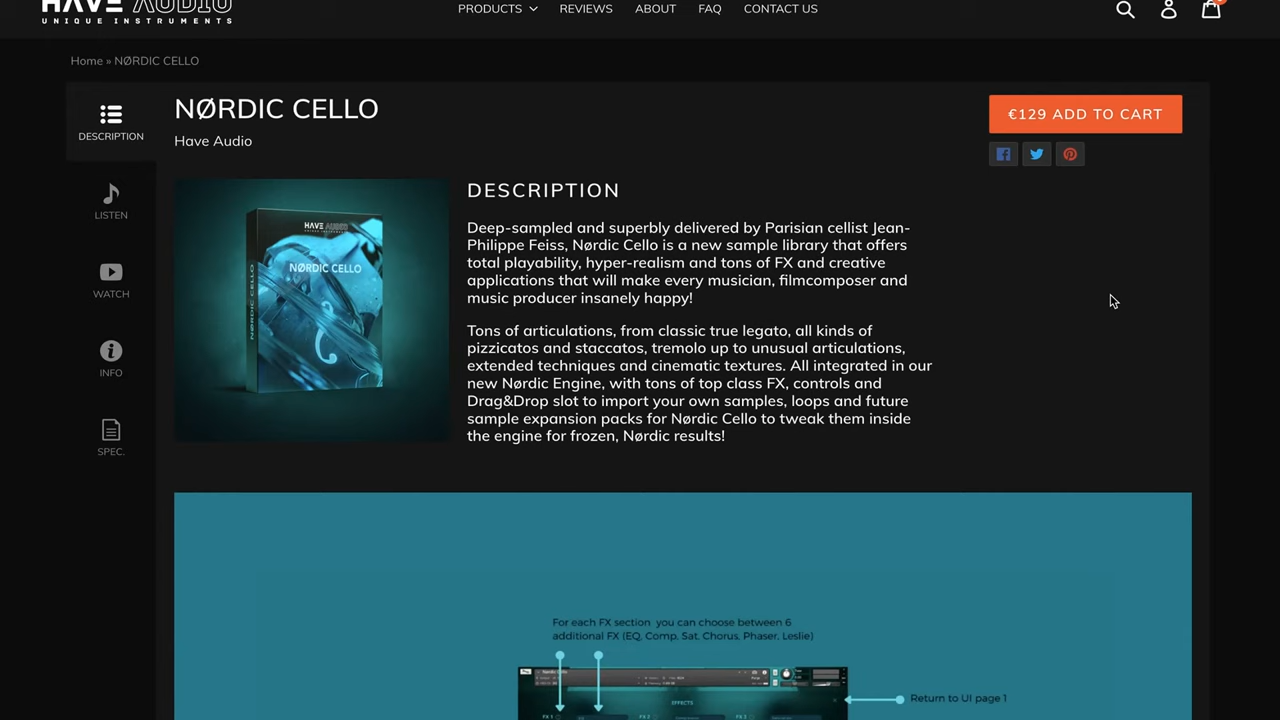 HAVE AUDIO
UNIQUE INSTRUMENTS
PRODUCTS REVIEWS ABOUT FAQ CONTACT US
Home » NØRDIC CELLO
DESCRIPTION
LISTEN
WATCH
INFO
SPEC.
NØRDIC CELLO
Have Audio
€129 ADD TO CART
HAVE AUDIO
NØRDIC CELLO
NØRDIC CELLO
DESCRIPTION
Deep-sampled and superbly delivered by Parisian cellist Jean-
Philippe Feiss, Nørdic Cello is a new sample library that offers
total playability, hyper-realism and tons of FX and creative
applications that will make every musician, filmcomposer and
music producer insanely happy!
Tons of articulations, from classic true legato, all kinds of
pizzicatos and staccatos, tremolo up to unusual articulations,
extended techniques and cinematic textures. All integrated in our
new Nørdic Engine, with tons of top class FX, controls and
Drag&Drop slot to import your own samples, loops and future
sample expansion packs for Nørdic Cello to tweak them inside
the engine for frozen, Nørdic results!
For each FX section you can choose between 6
additional FX (EQ, Comp, Sat, Chorus, Phaser, Leslie)
Return to UI page 1
EFFECTS
FX 1 FX 2 FX 3